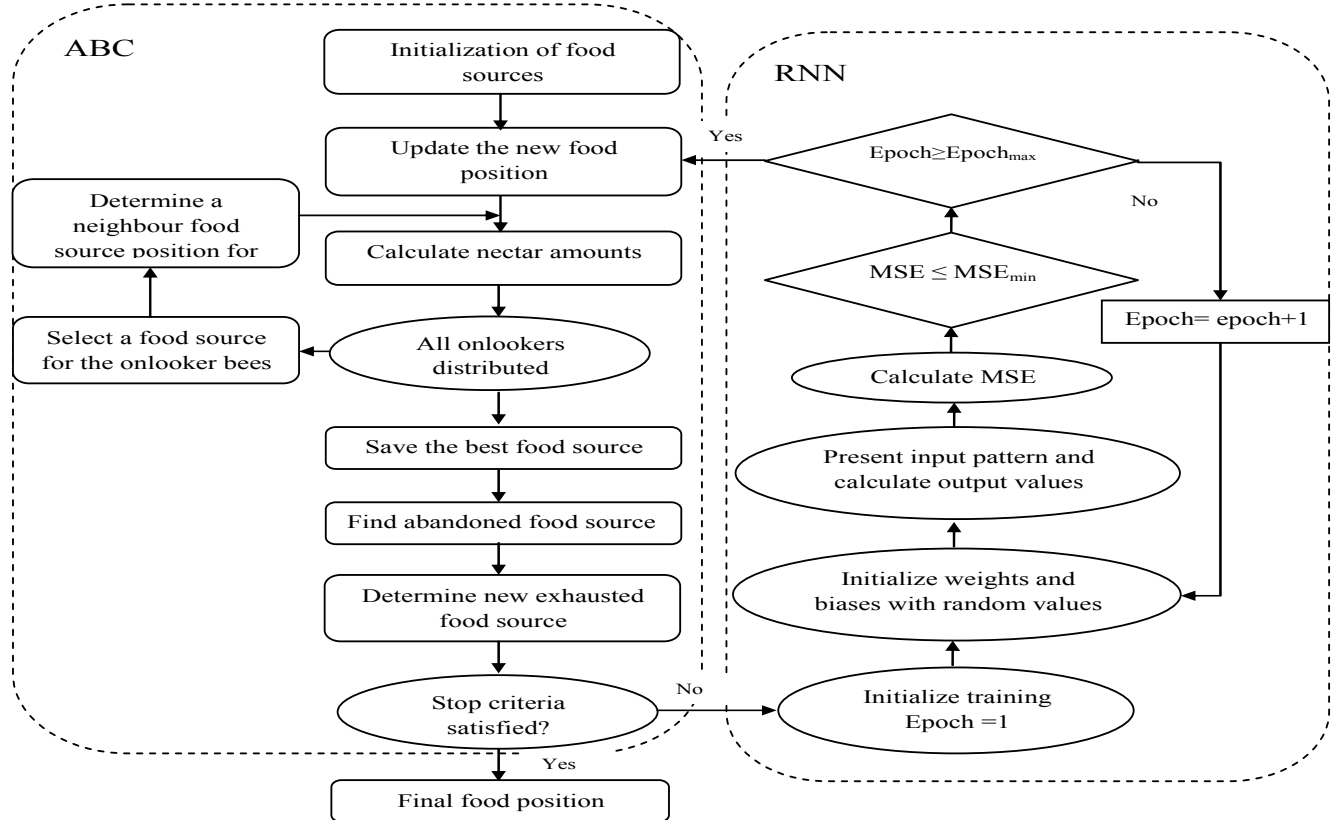 ABC
Initialization of food
sources
Update the new food
position
Determine a
neighbour food
source position for
Calculate nectar amounts
Select a food source
for the onlooker bees
All onlookers
distributed
Save the best food source
Find abandoned food source
Determine new exhausted
food source
Stop criteria
satisfied?
No
Yes
Final food position
RNN
Yes
Epoch≥Epochmax
No
MSE ≤ MSEmin
Epoch= epoch+1
Calculate MSE
Present input pattern and
calculate output values
Initialize weights and
biases with random values
Initialize training
Epoch =1